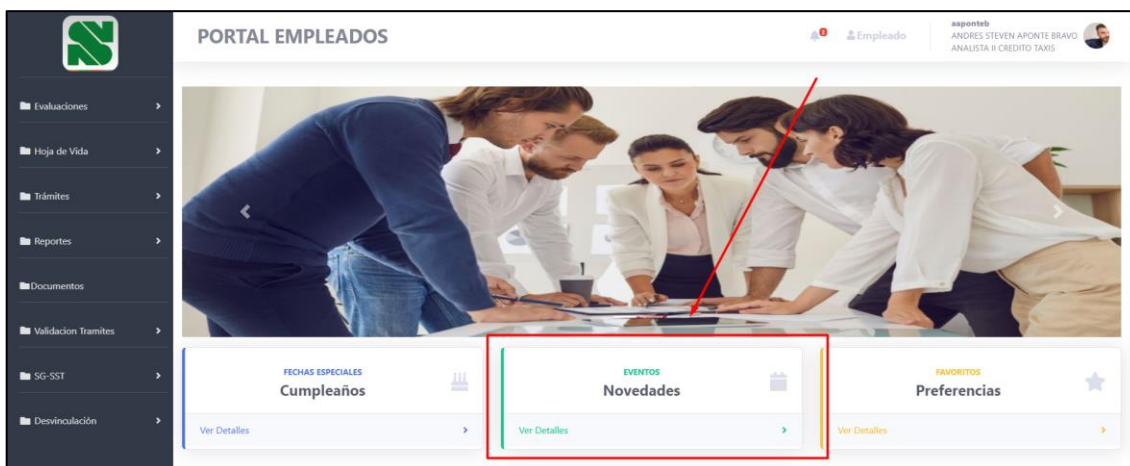 PORTAL EMPLEADOS
2
Empleado
aaponteb
ANDRES STEVEN APONTE BRAVO
ANALISTA II CREDITO TAXIS
Evaluaciones
Hoja de Vida
Trámites
Reportes
Documentos
Validacion Tramites
SG-SST
Desvinculación
FECHAS ESPECIALES
Cumpleaños
Ver Detalles
EVENTOS
Novedades
Ver Detalles
FAVORITOS
Preferencias
Ver Detalles